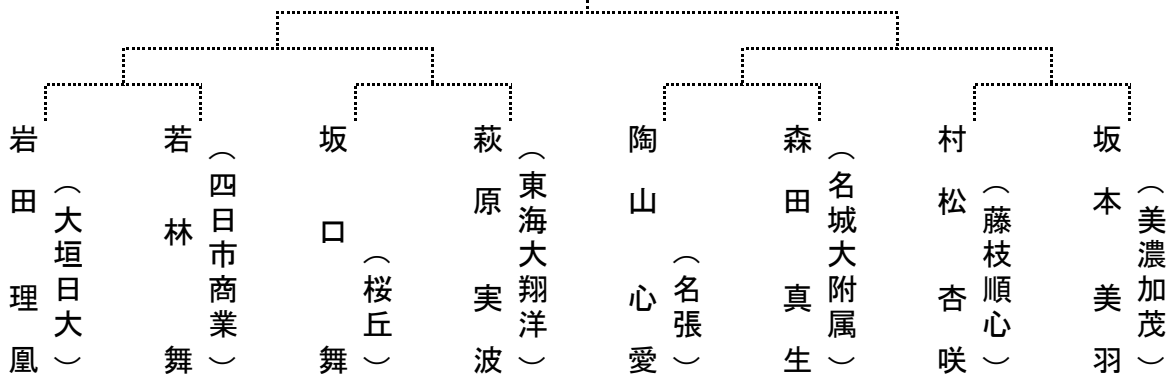 岩田理凰
（大垣日大）
若林舞
（四日市商業）
坂口舞
（桜丘）
萩原実波
（東海大翔洋）
陶山心愛
（名張）
森田真生
（名城大附属）
村松杏咲
（藤枝順心）
坂本美羽
（美濃加茂）